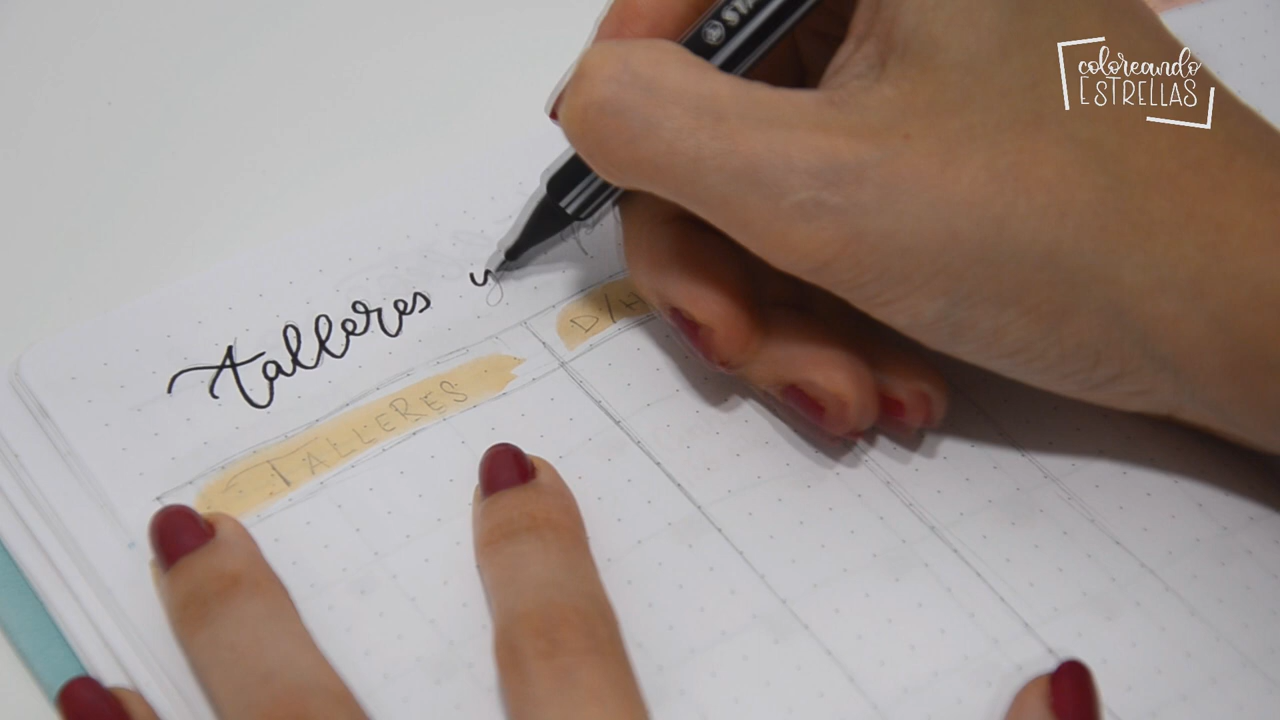 coloreando
ESTRELLAS
STA
Talleres y
TALLERES
D/H